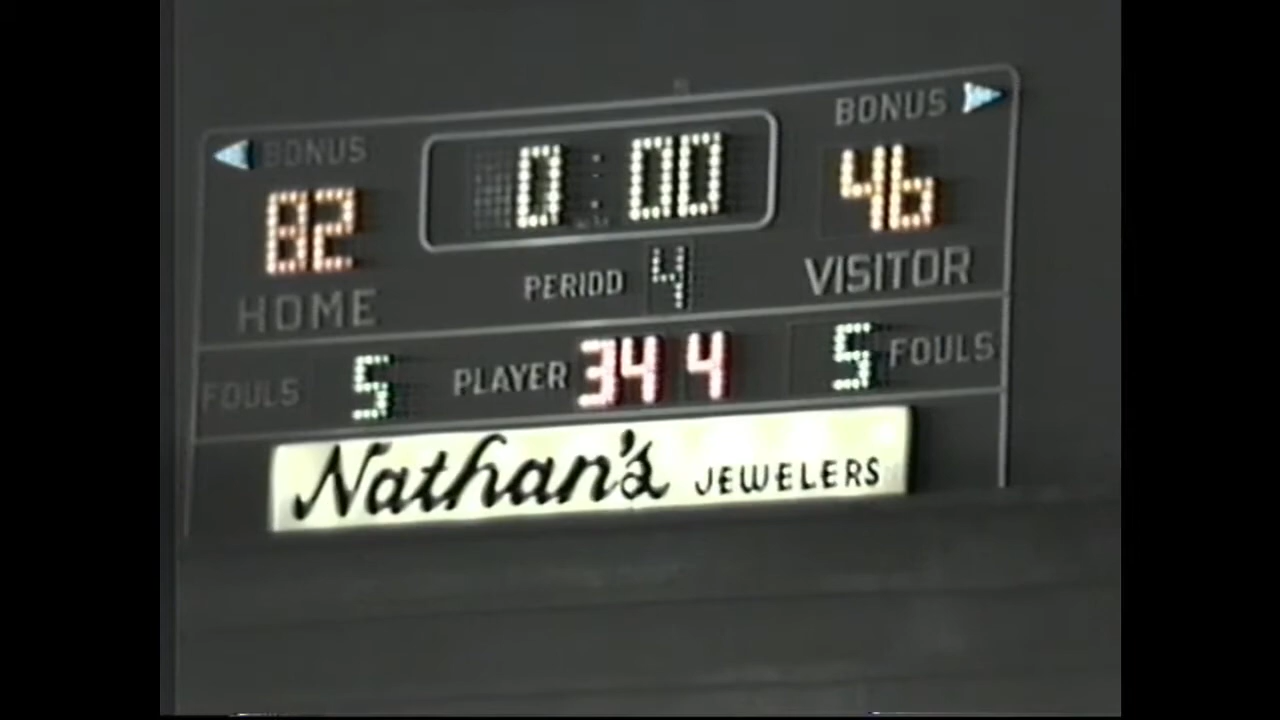 BONUS 0:00 BONUS
82 46
HOME PERIOD 4 VISITOR
FOULS 5 PLAYER 34 4 5 FOULS
Nathan's JEWELERS